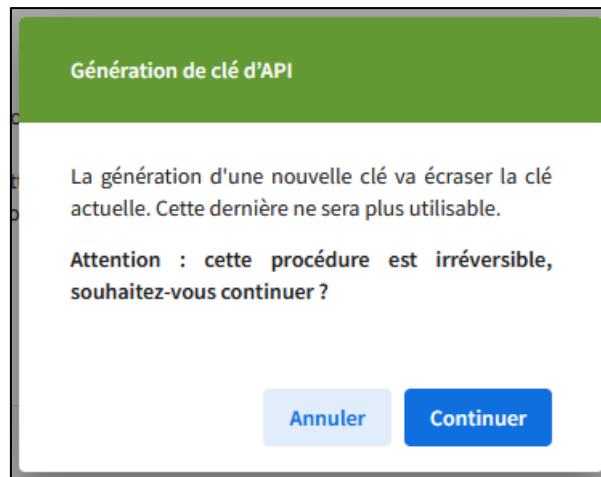 Génération de clé d'API
La génération d'une nouvelle clé va écraser la clé
actuelle. Cette dernière ne sera plus utilisable.
Attention : cette procédure est irréversible,
souhaitez-vous continuer ?
Annuler Continuer